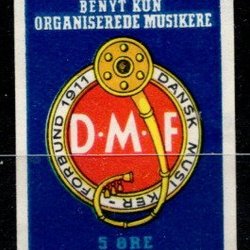 BENYT KUN
ORGANISEREDE MUSIKERE
FORBUND 1911 DANSK MUSIKER-
D·M·F
5 ØRE